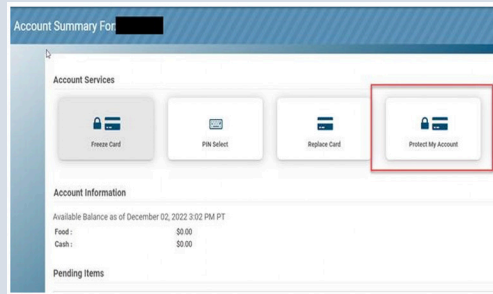 Account Summary For
Account Services
Freeze Card
PIN Select
Replace Card
Protect My Account
Account Information
Available Balance as of December 02, 2022 3:02 PM PT
Food : $0.00
Cash : $0.00
Pending Items